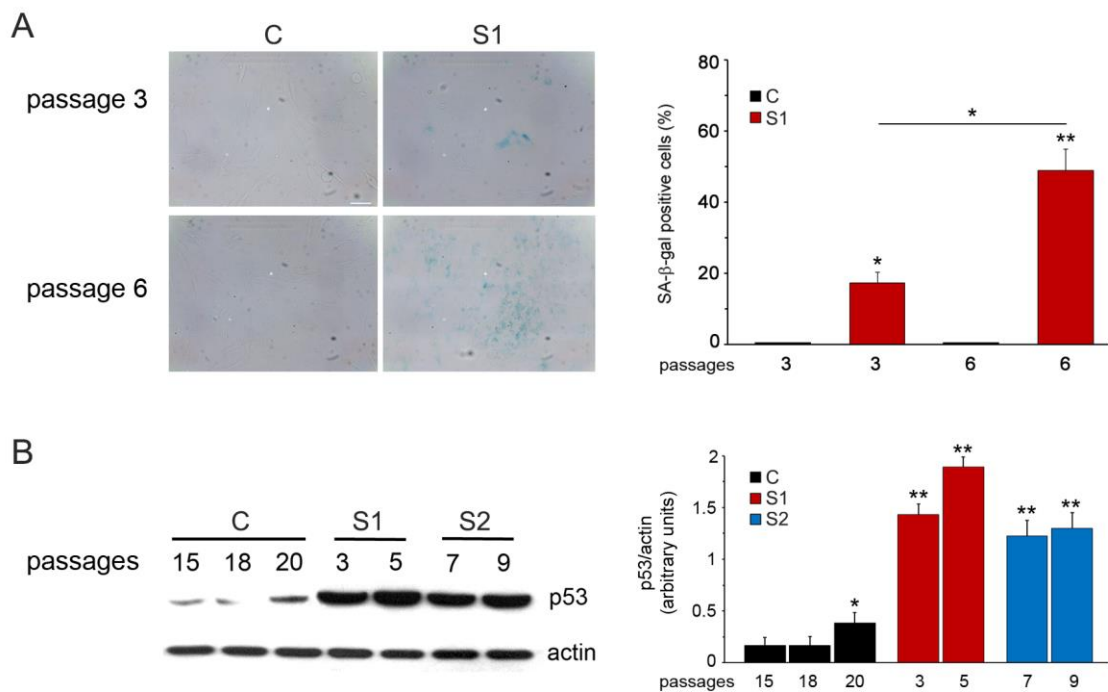 A
C S1
passage 3
passage 6
80
60
40
20
0
SA-β-gal positive cells (%)
C
S1
*
*
**
passages 3 3 6 6
B
C S1 S2
passages 15 18 20 3 5 7 9
p53
actin
2
1.5
1
0.5
0
p53/actin
(arbitrary units)
C
S1
S2
*
**
**
**
**
passages 15 18 20 3 5 7 9